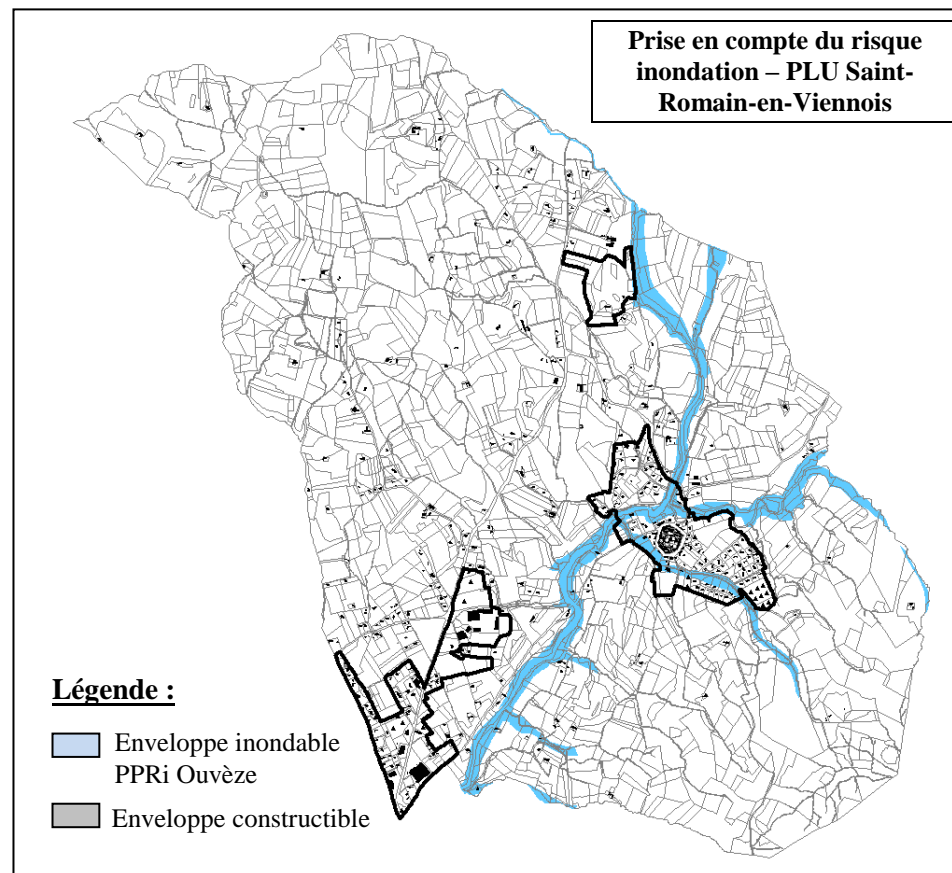 Prise en compte du risque
inondation – PLU Saint-
Romain-en-Viennois
Légende :
Enveloppe inondable
PPRi Ouvèze
Enveloppe constructible